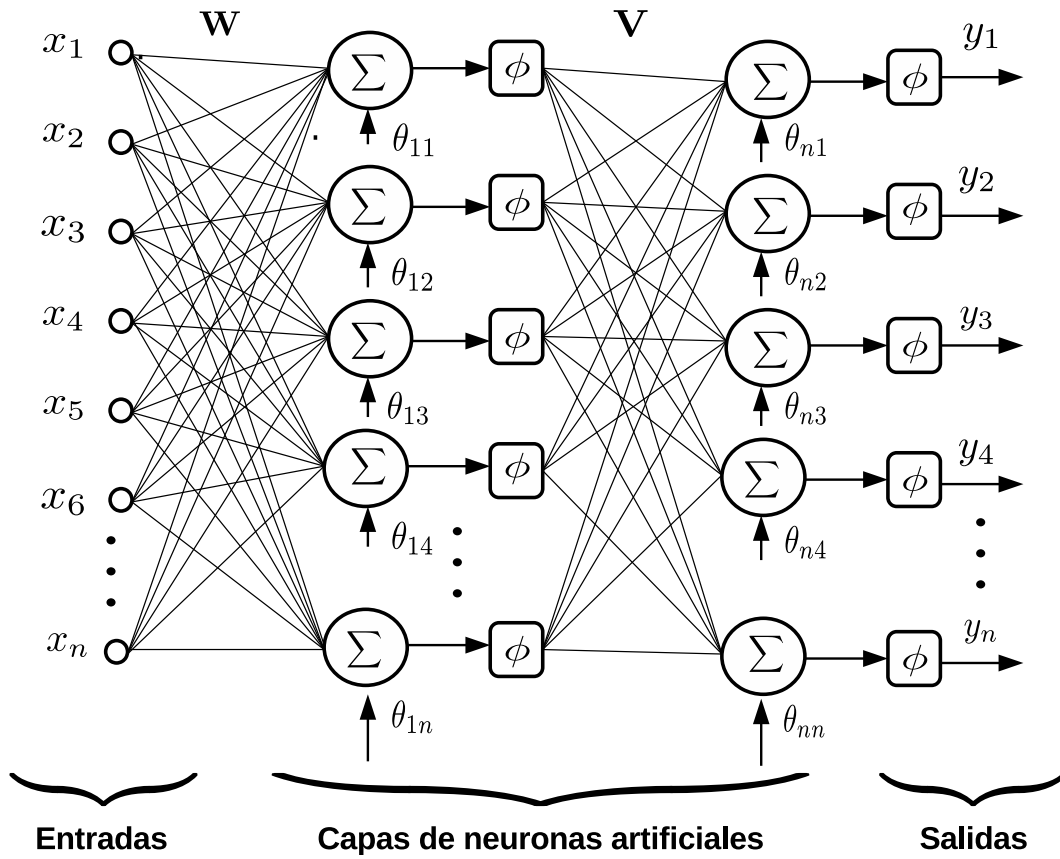 W V
x1 Σ ϕ Σ ϕ y1
θ11 θn1
x2 Σ ϕ Σ ϕ y2
θ12 θn2
x3 Σ ϕ Σ ϕ y3
x4
θ13 θn3
x5 Σ ϕ Σ ϕ y4
x6
θ14 θn4
xn Σ ϕ Σ ϕ yn
θ1n θnn
Entradas Capas de neuronas artificiales Salidas